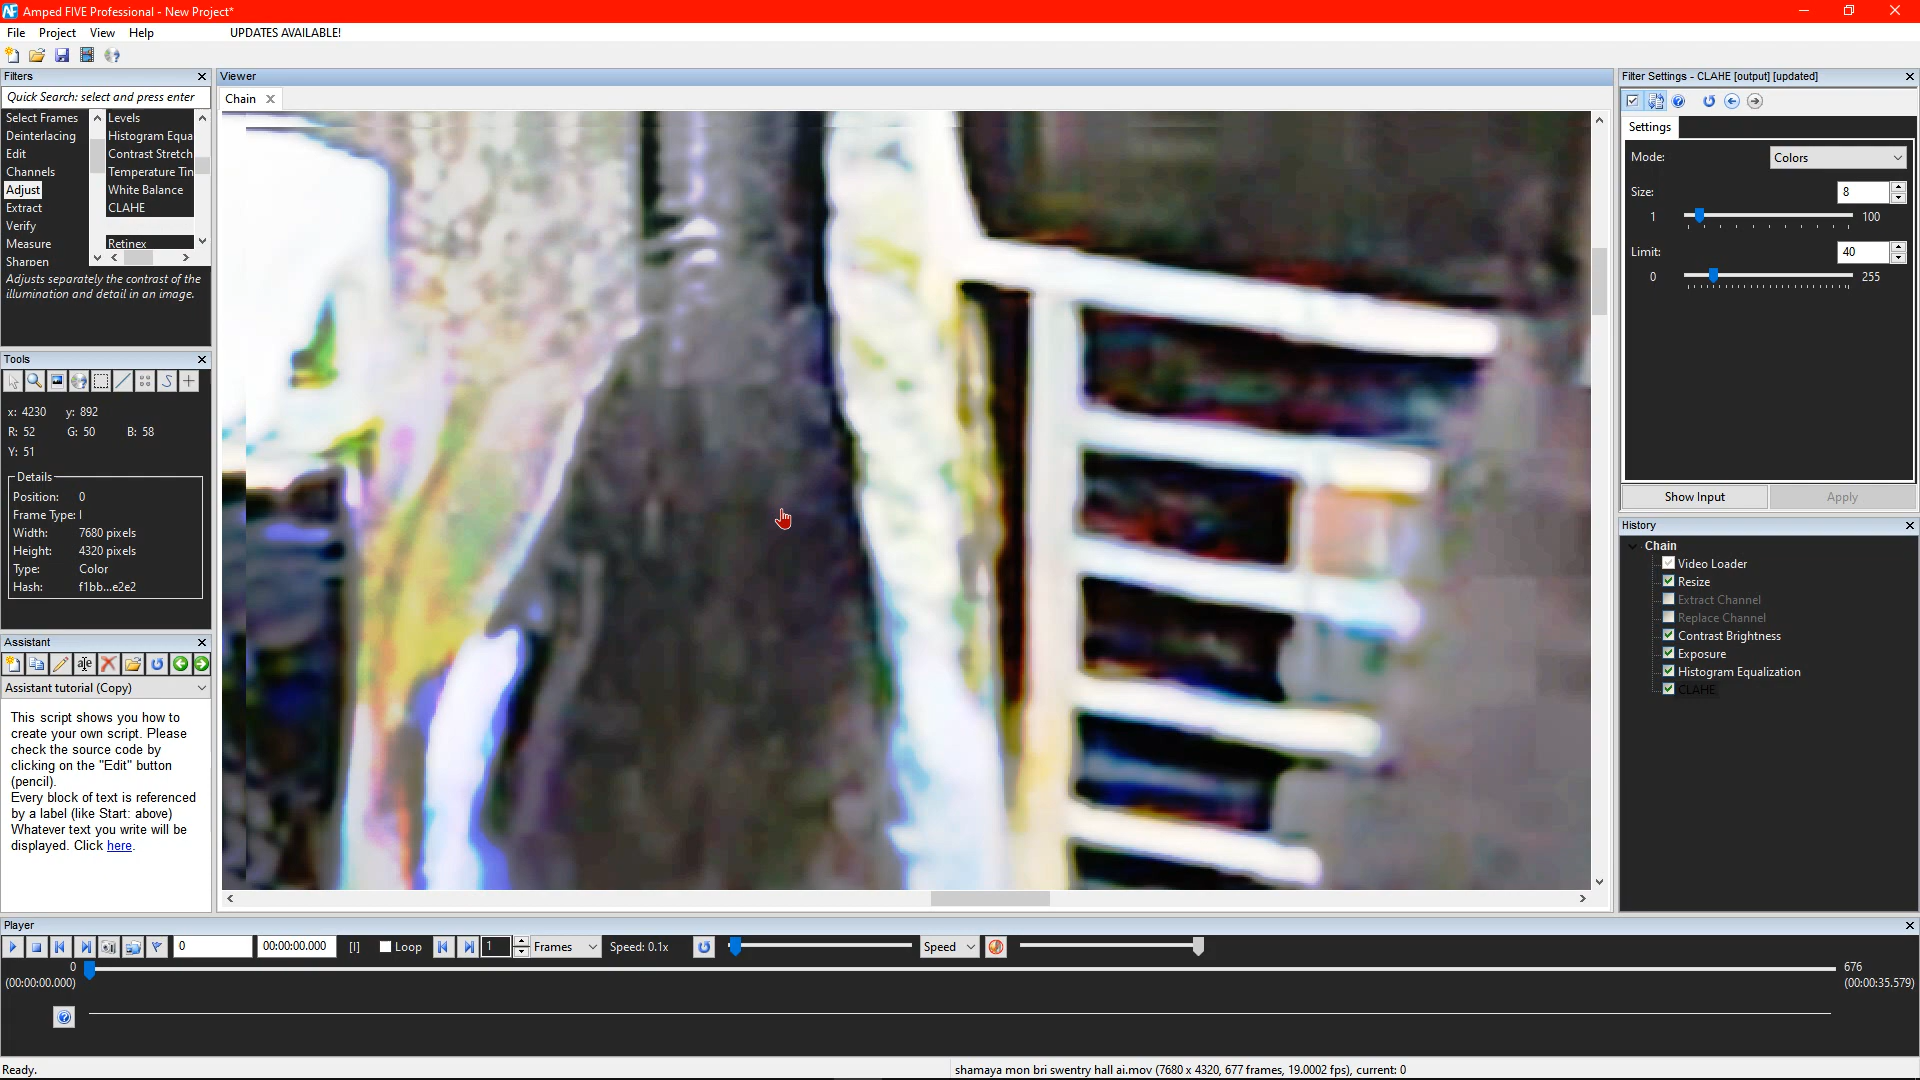 Amped FIVE Professional - New Project*
File Project View Help UPDATES AVAILABLE!
Filters
Quick Search: select and press enter
Select Frames
Deinterlacing
Edit
Channels
Adjust
Extract
Verify
Measure
Sharpen
Levels
Histogram Equa
Contrast Stretch
Temperature Tin
White Balance
CLAHE
Retinex
Adjusts separately the contrast of the
illumination and detail in an image.
Tools
x: 4230 y: 892
R: 52 G: 50 B: 58
Y: 51
Details
Position: 0
Frame Type: I
Width: 7680 pixels
Height: 4320 pixels
Type: Color
Hash: f1bb...e2e2
Assistant
Assistant tutorial (Copy)
This script shows you how to
create your own script. Please
check the source code by
clicking on the "Edit" button
(pencil).
Every block of text is referenced
by a label (like Start: above)
Whatever text you write will be
displayed. Click here.
Viewer
Chain
Filter Settings - CLAHE [output] [updated]
Settings
Mode: Colors
Size: 8
1 100
Limit: 40
0 255
Show Input Apply
History
Chain
Video Loader
Resize
Extract Channel
Replace Channel
Contrast Brightness
Exposure
Histogram Equalization
CLAHE
Player
0 00:00:00.000 [I] Loop 1 Frames Speed: 0.1x Speed
0 676
(00:00:00.000) (00:00:35.579)
Ready. shamaya mon bri swentry hall ai.mov (7680 x 4320, 677 frames, 19.0002 fps), current: 0